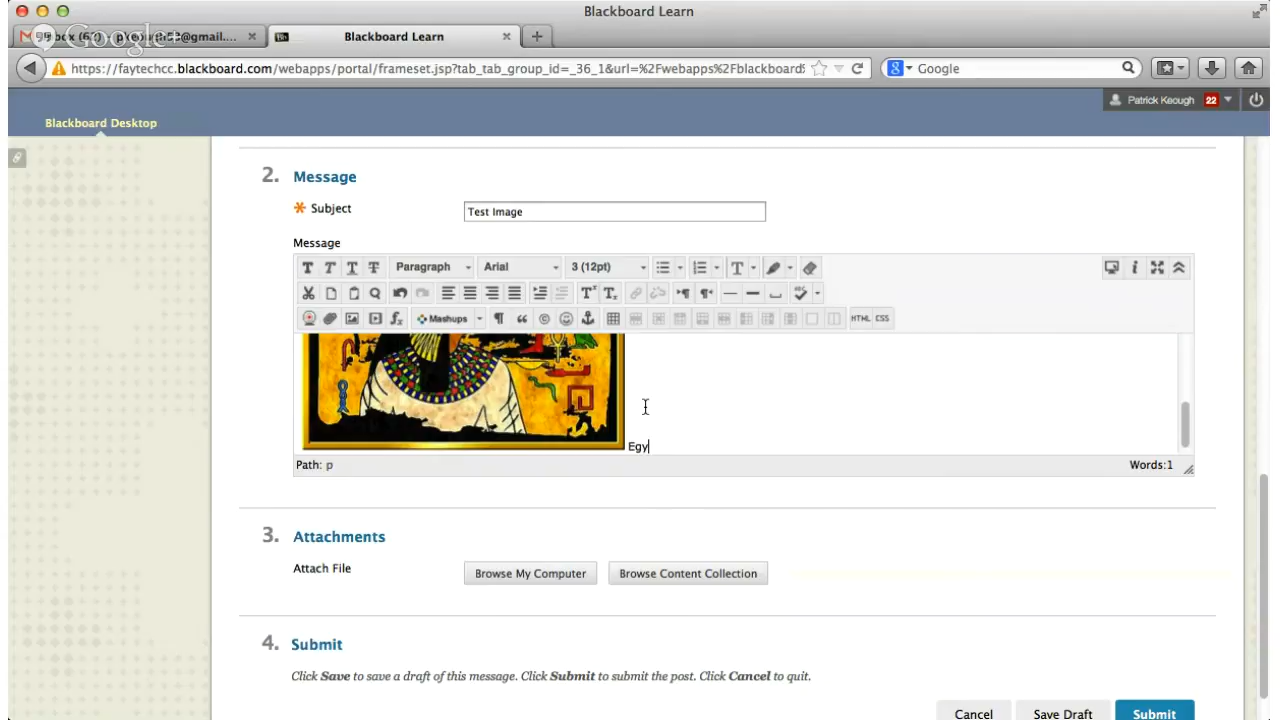 Blackboard Learn
Google+
Blackboard Learn
https://faytechcc.blackboard.com/webapps/portal/frameset.jsp?tab_tab_group_id=_36_1&url=%2Fwebapps%2Fblackboard%
Google
Patrick Keough 22
Blackboard Desktop
2. Message
Subject
Test Image
Message
T T T T Paragraph Arial 3 (12pt) T
HTML CSS
Mashups
Egy
Path: p
Words:1
3. Attachments
Attach File
Browse My Computer
Browse Content Collection
4. Submit
Click Save to save a draft of this message. Click Submit to submit the post. Click Cancel to quit.
Cancel
Save Draft
Submit